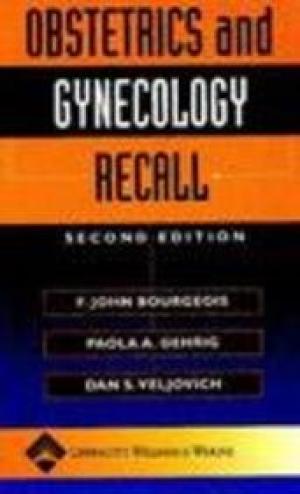 OBSTETRICS and
GYNECOLOGY
RECALL
SECOND EDITION
F. JOHN BOURGEOIS
PAOLA A. GEHRIG
DAN S. VELJOVICH
LIPPINCOTT WILLIAMS & WILKINS